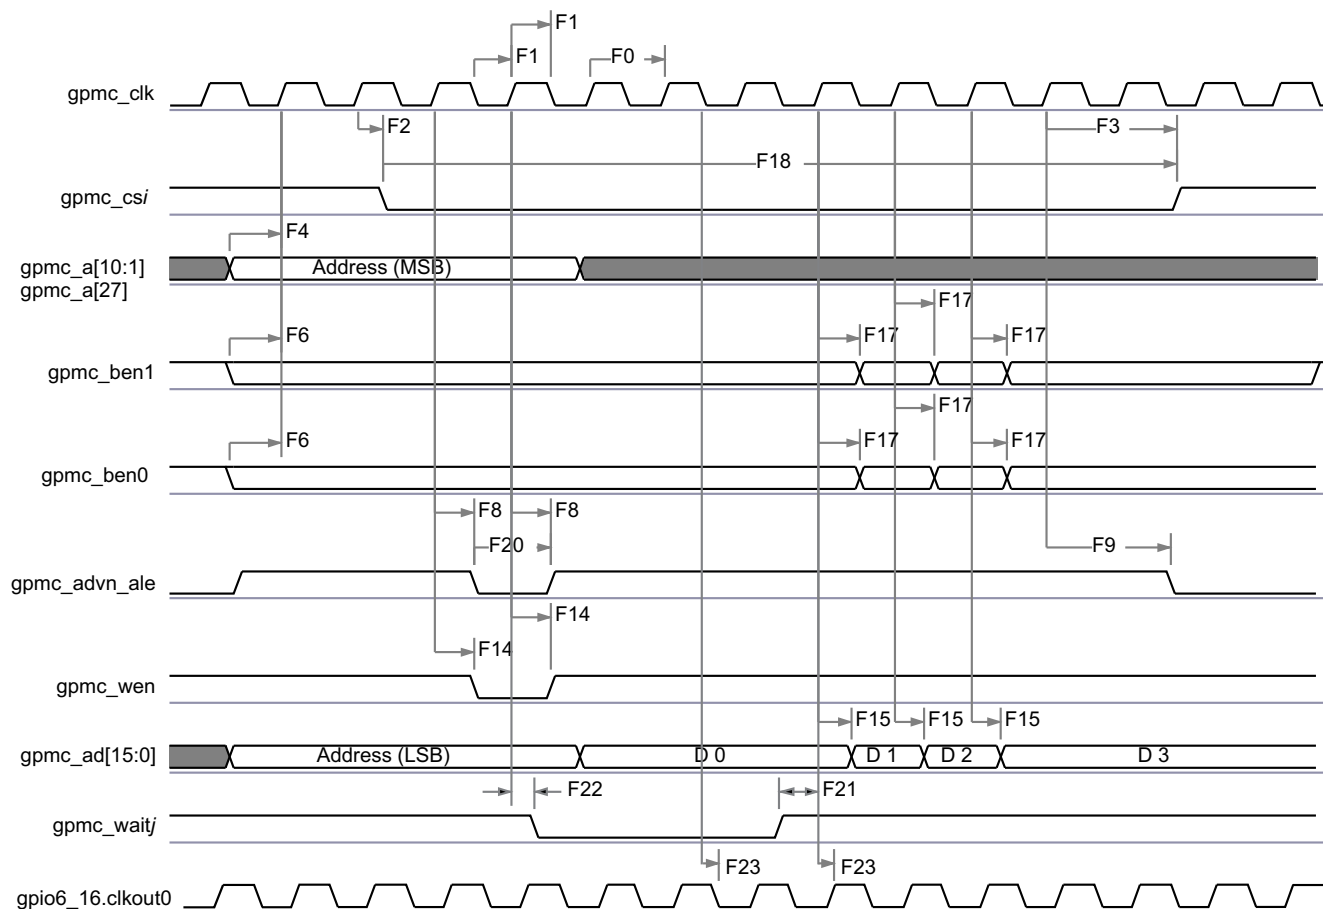 F1
F1
F0
gpmc_clk
F2
F3
F18
gpmc_csi
F4
gpmc_a[10:1]
Address (MSB)
gpmc_a[27]
F17
F6
F17
F17
gpmc_ben1
F17
F6
F17
F17
gpmc_ben0
F8
F8
F20
F9
gpmc_advn_ale
F14
F14
gpmc_wen
F15
F15
F15
gpmc_ad[15:0]
Address (LSB)
D 0
D 1
D 2
D 3
F22
F21
gpmc_waitj
F23
F23
gpio6_16.clkout0